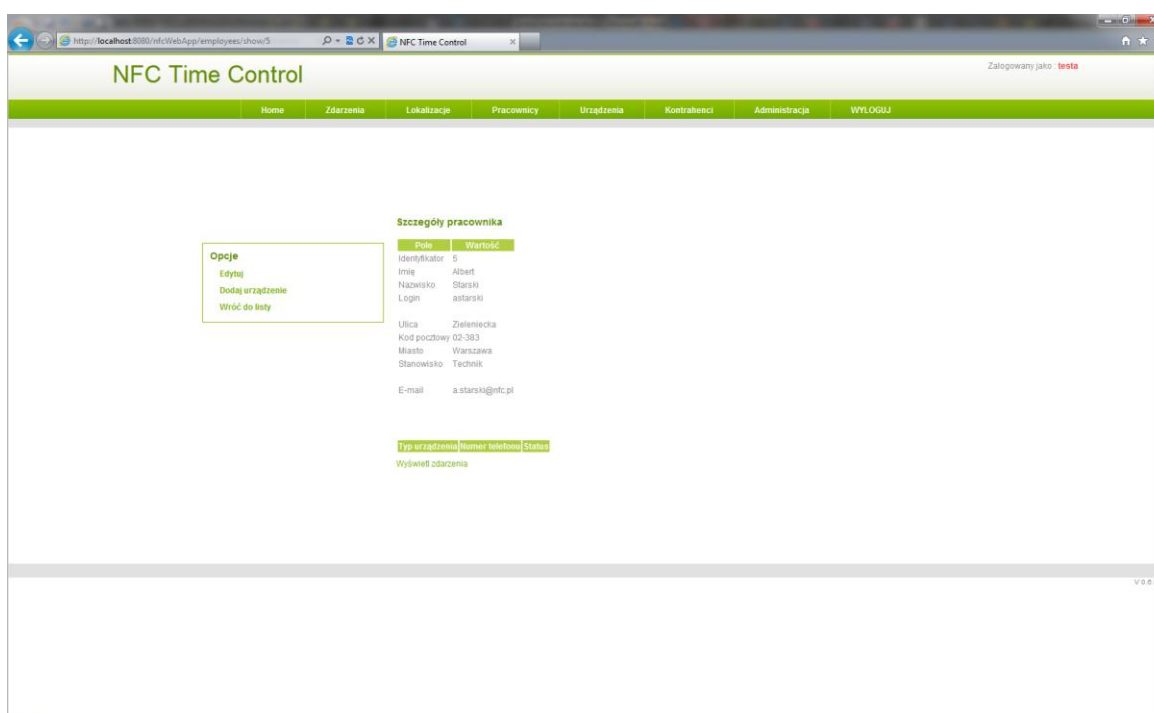 http://localhost:8080/nfcWebApp/employees/show/5
NFC Time Control
NFC Time Control
Zalogowany jako: testa
Home Zdarzenia Lokalizacje Pracownicy Urządzenia Kontrahenci Administracja WYLOGUJ
Opcje
Edytuj
Dodaj urządzenie
Wróć do listy
Szczegóły pracownika
Pole Wartość
Identyfikator 5
Imię Albert
Nazwisko Starski
Login astarski
Ulica Zieleniecka
Kod pocztowy 02-383
Miasto Warszawa
Stanowisko Technik
E-mail a.starski@nfc.pl
Typ urządzenia Numer telefonu Status
Wyświetl zdarzenia